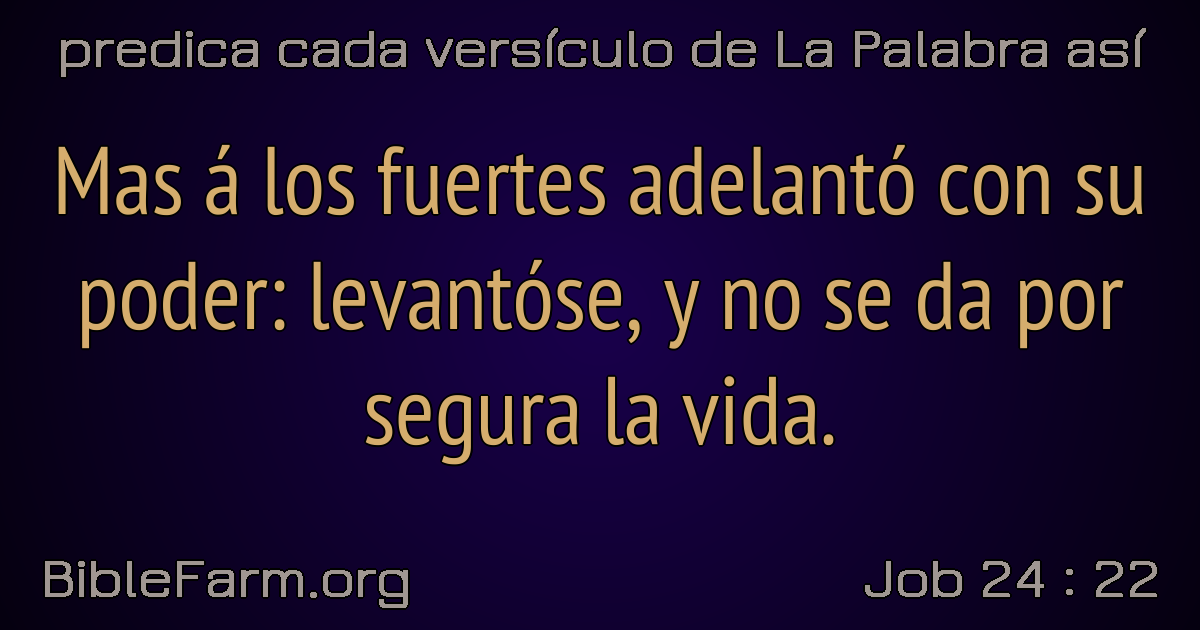 predica cada versículo de La Palabra así
Mas á los fuertes adelantó con su
poder: levantóse, y no se da por
segura la vida.
BibleFarm.org
Job 24 : 22